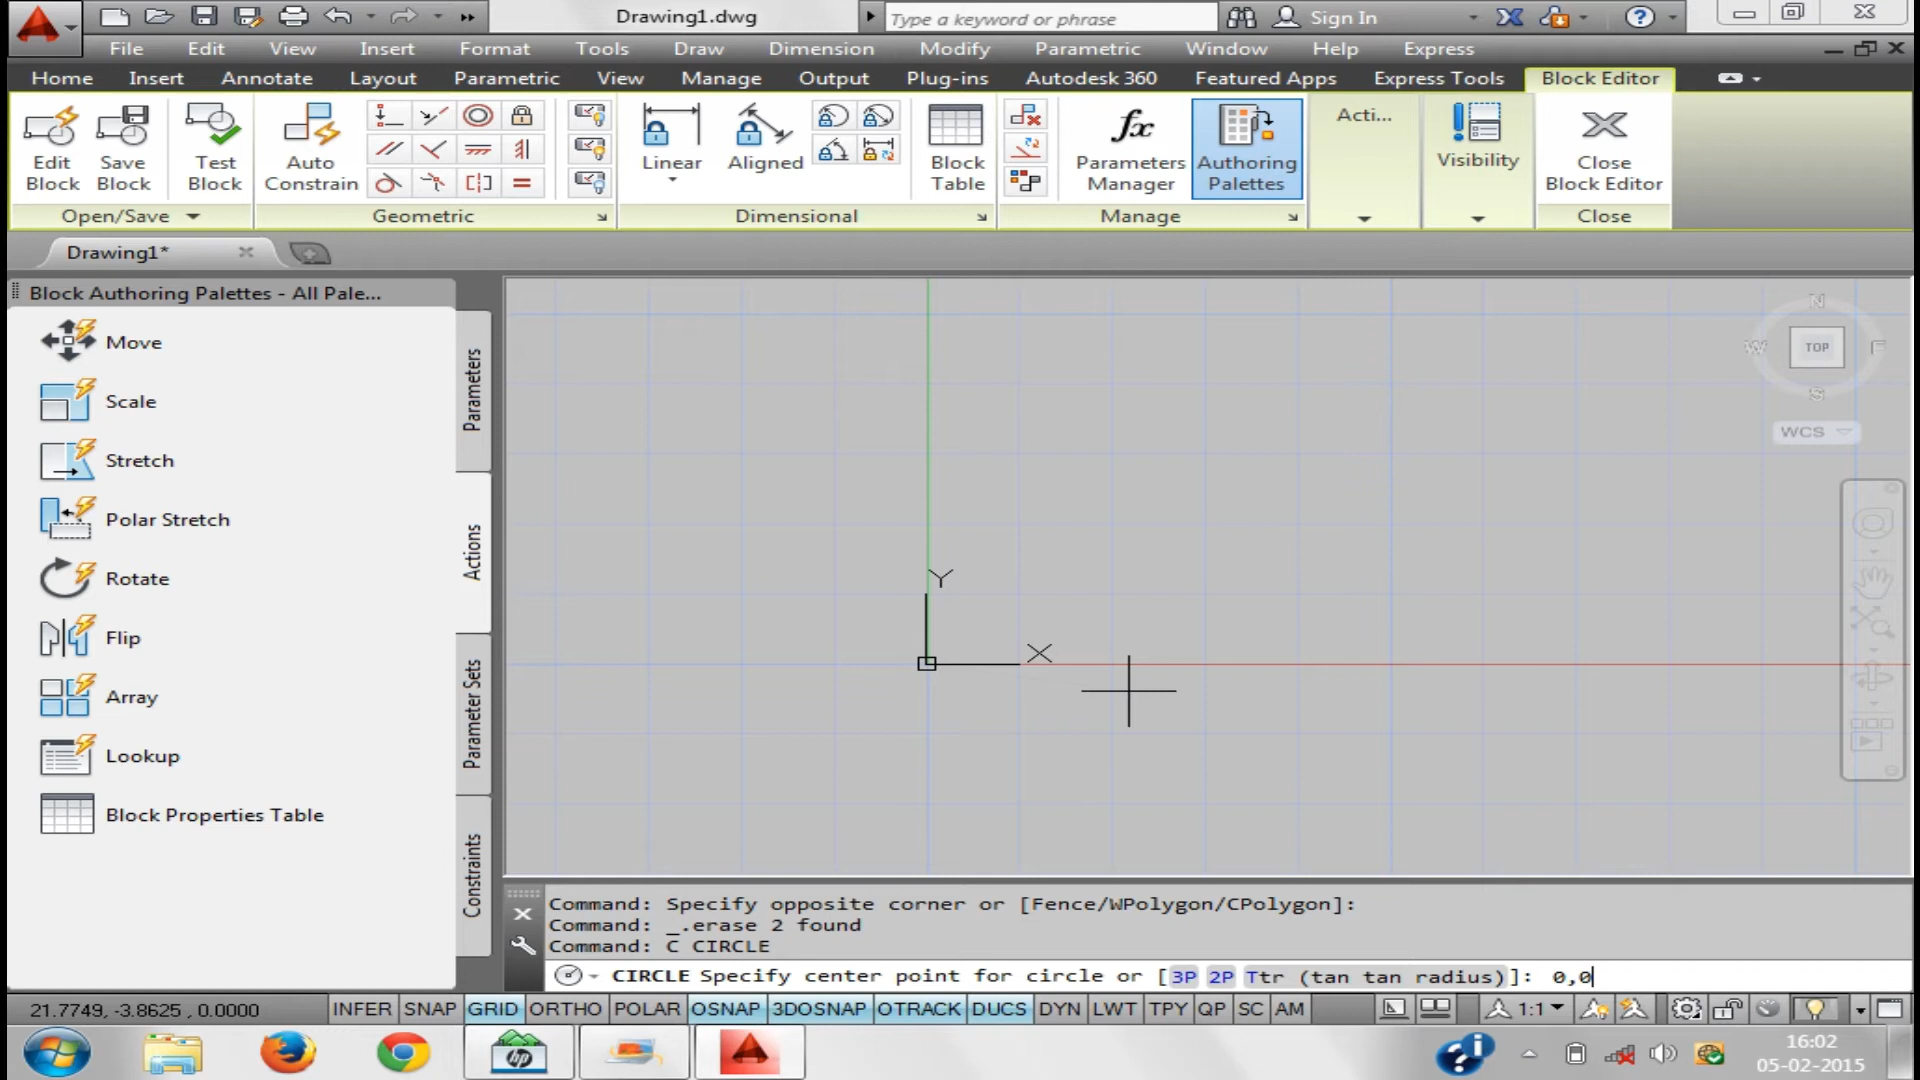 Drawing1.dwg
Type a keyword or phrase
Sign In
File Edit View Insert Format Tools Draw Dimension Modify Parametric Window Help Express
Home Insert Annotate Layout Parametric View Manage Output Plug-ins Autodesk 360 Featured Apps Express Tools Block Editor
Edit Block
Save Block
Test Block
Auto Constrain
Linear
Aligned
Block Table
fx
Parameters Manager
Authoring Palettes
Acti...
Visibility
Close Block Editor
Open/Save
Geometric
Dimensional
Manage
Close
Drawing1*
Block Authoring Palettes - All Pale...
Move
Scale
Stretch
Polar Stretch
Rotate
Flip
Array
Lookup
Block Properties Table
Parameters
Actions
Parameter Sets
Constraints
Y
X
N
W
TOP
E
S
WCS
Command: Specify opposite corner or [Fence/WPolygon/CPolygon]:
Command: _.erase 2 found
Command: C CIRCLE
CIRCLE Specify center point for circle or [3P 2P Ttr (tan tan radius)]: 0,0
21.7749, -3.8625 , 0.0000
INFER SNAP GRID ORTHO POLAR OSNAP 3DOSNAP OTRACK DUCS DYN LWT TPY QP SC AM
1:1
hp
16:02
05-02-2015